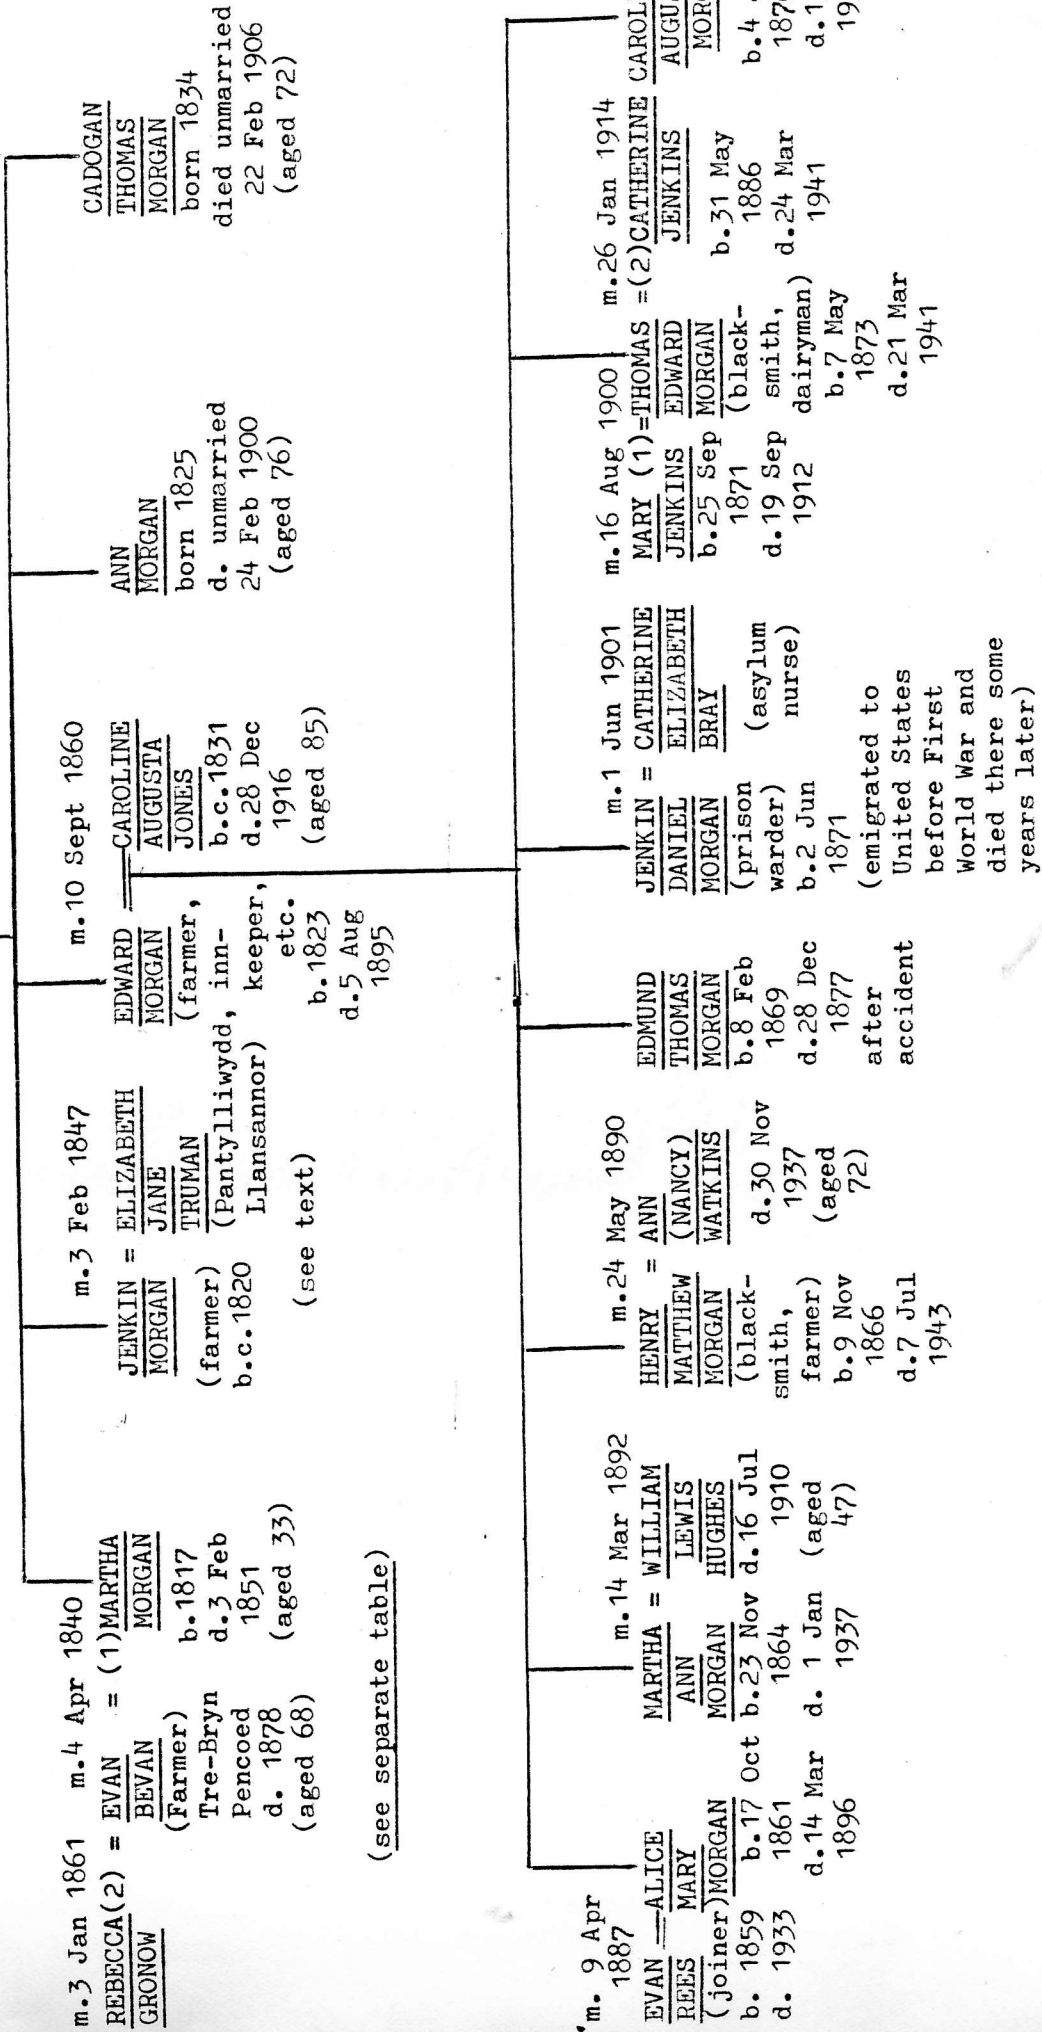 m.3 Jan 1861 m.4 Apr 1840
REBECCA(2) = EVAN = (1)MARTHA
GRONOW BEVAN MORGAN
(Farmer) b.1817
Tre-Bryn d.3 Feb
Pencoed 1851
d. 1878 (aged 33)
(aged 68)
(see separate table)
m.3 Feb 1847
JENKIN = ELIZABETH
MORGAN JANE
TRUMAN
(farmer) (Pantylliwydd,
b.c.1820 Llansannor)
(see text)
m.10 Sept 1860
EDWARD = CAROLINE
MORGAN AUGUSTA
(farmer, JONES
inn- b.c.1831
keeper, d.28 Dec
etc. 1916
b.1823 (aged 85)
d.5 Aug
1895
ANN
MORGAN
born 1825
d. unmarried
24 Feb 1900
(aged 76)
CADOGAN
THOMAS
MORGAN
born 1834
died unmarried
22 Feb 1906
(aged 72)
m. 9 Apr
1887
EVAN = ALICE
REES MARY
(joiner) MORGAN
b. 1859 b.17 Oct
d. 1933 1861
d.14 Mar
1896
m.14 Mar 1892
MARTHA = WILLIAM
ANN LEWIS
MORGAN HUGHES
b.23 Nov d.16 Jul
1864 1910
d. 1 Jan (aged
1937 47)
m.24 May 1890
HENRY = ANN
MATTHEW (NANCY)
MORGAN WATKINS
(black-
smith, d.30 Nov
farmer) 1937
b.9 Nov (aged
1866 72)
d.7 Jul
1943
EDMUND
THOMAS
MORGAN
b.8 Feb
1869
d.28 Dec
1877
after
accident
m.1 Jun 1901
JENKIN = CATHERINE
DANIEL ELIZABETH
MORGAN BRAY
(prison (asylum
warder) nurse)
b.2 Jun
1871
(emigrated to
United States
before First
World War and
died there some
years later)
m.16 Aug 1900 m.26 Jan 1914
MARY (1)=THOMAS =(2)CATHERINE
JENKINS EDWARD JENKINS
b.25 Sep MORGAN b.31 May
1871 (black- 1886
d.19 Sep smith, d.24 Mar
1912 dairyman) 1941
b.7 May
1873
d.21 Mar
1941
CAROL
AUGU
MOR
b.4
187
d.1
19